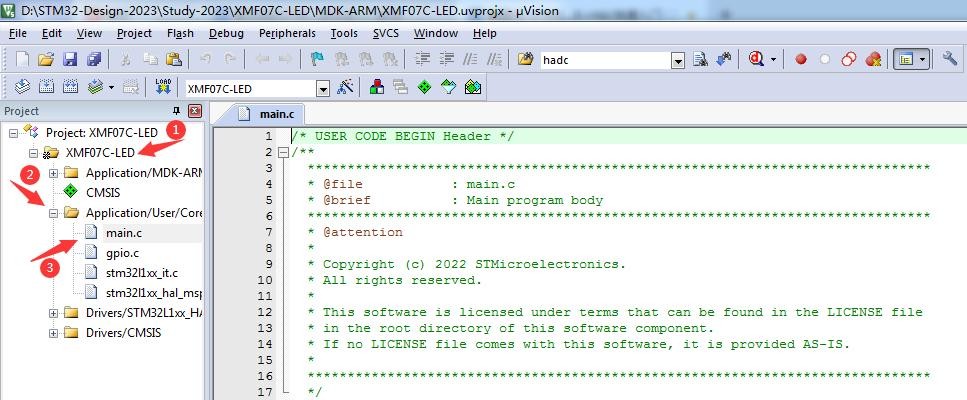 D:\STM32-Design-2023\Study-2023\XMF07C-LED\MDK-ARM\XMF07C-LED.uvprojx - µVision
File Edit View Project Flash Debug Peripherals Tools SVCS Window Help
hadc
LOAD XMF07C-LED
Project
main.c
Project: XMF07C-LED
1
XMF07C-LED
2
Application/MDK-ARM
CMSIS
Application/User/Core
main.c
3
gpio.c
stm32l1xx_it.c
stm32l1xx_hal_msp
Drivers/STM32L1xx_HA
Drivers/CMSIS
1 /* USER CODE BEGIN Header */
2 /**
3 ******************************************************************************
4 * @file : main.c
5 * @brief : Main program body
6 ******************************************************************************
7 * @attention
8 *
9 * Copyright (c) 2022 STMicroelectronics.
10 * All rights reserved.
11 *
12 * This software is licensed under terms that can be found in the LICENSE file
13 * in the root directory of this software component.
14 * If no LICENSE file comes with this software, it is provided AS-IS.
15 *
16 ******************************************************************************
17 */